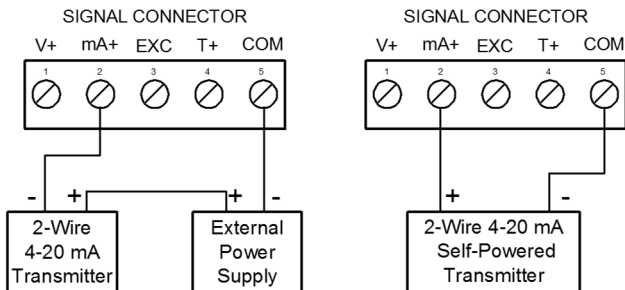 SIGNAL CONNECTOR
V+ mA+ EXC T+ COM
1 2 3 4 5
- + + -
2-Wire
4-20 mA
Transmitter
External
Power
Supply
SIGNAL CONNECTOR
V+ mA+ EXC T+ COM
1 2 3 4 5
+ -
2-Wire 4-20 mA
Self-Powered
Transmitter